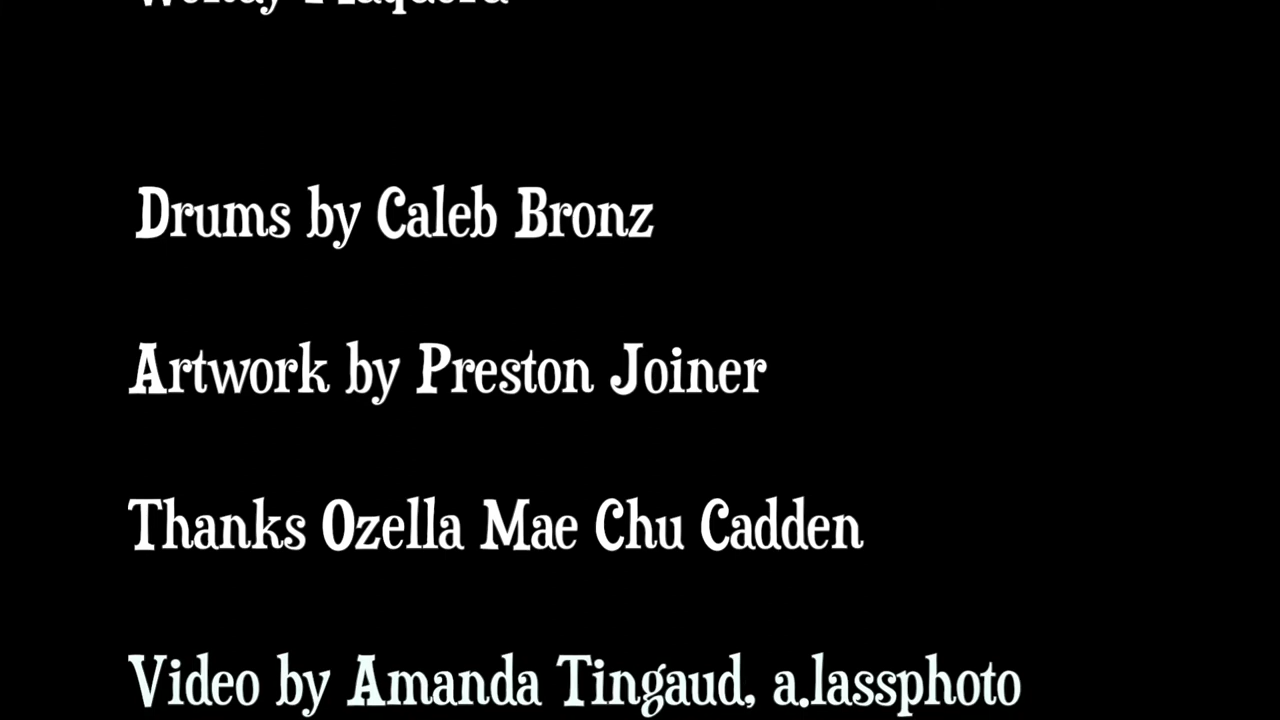 Drums by Caleb Bronz
Artwork by Preston Joiner
Thanks Ozella Mae Chu Cadden
Video by Amanda Tingaud, a.lassphoto